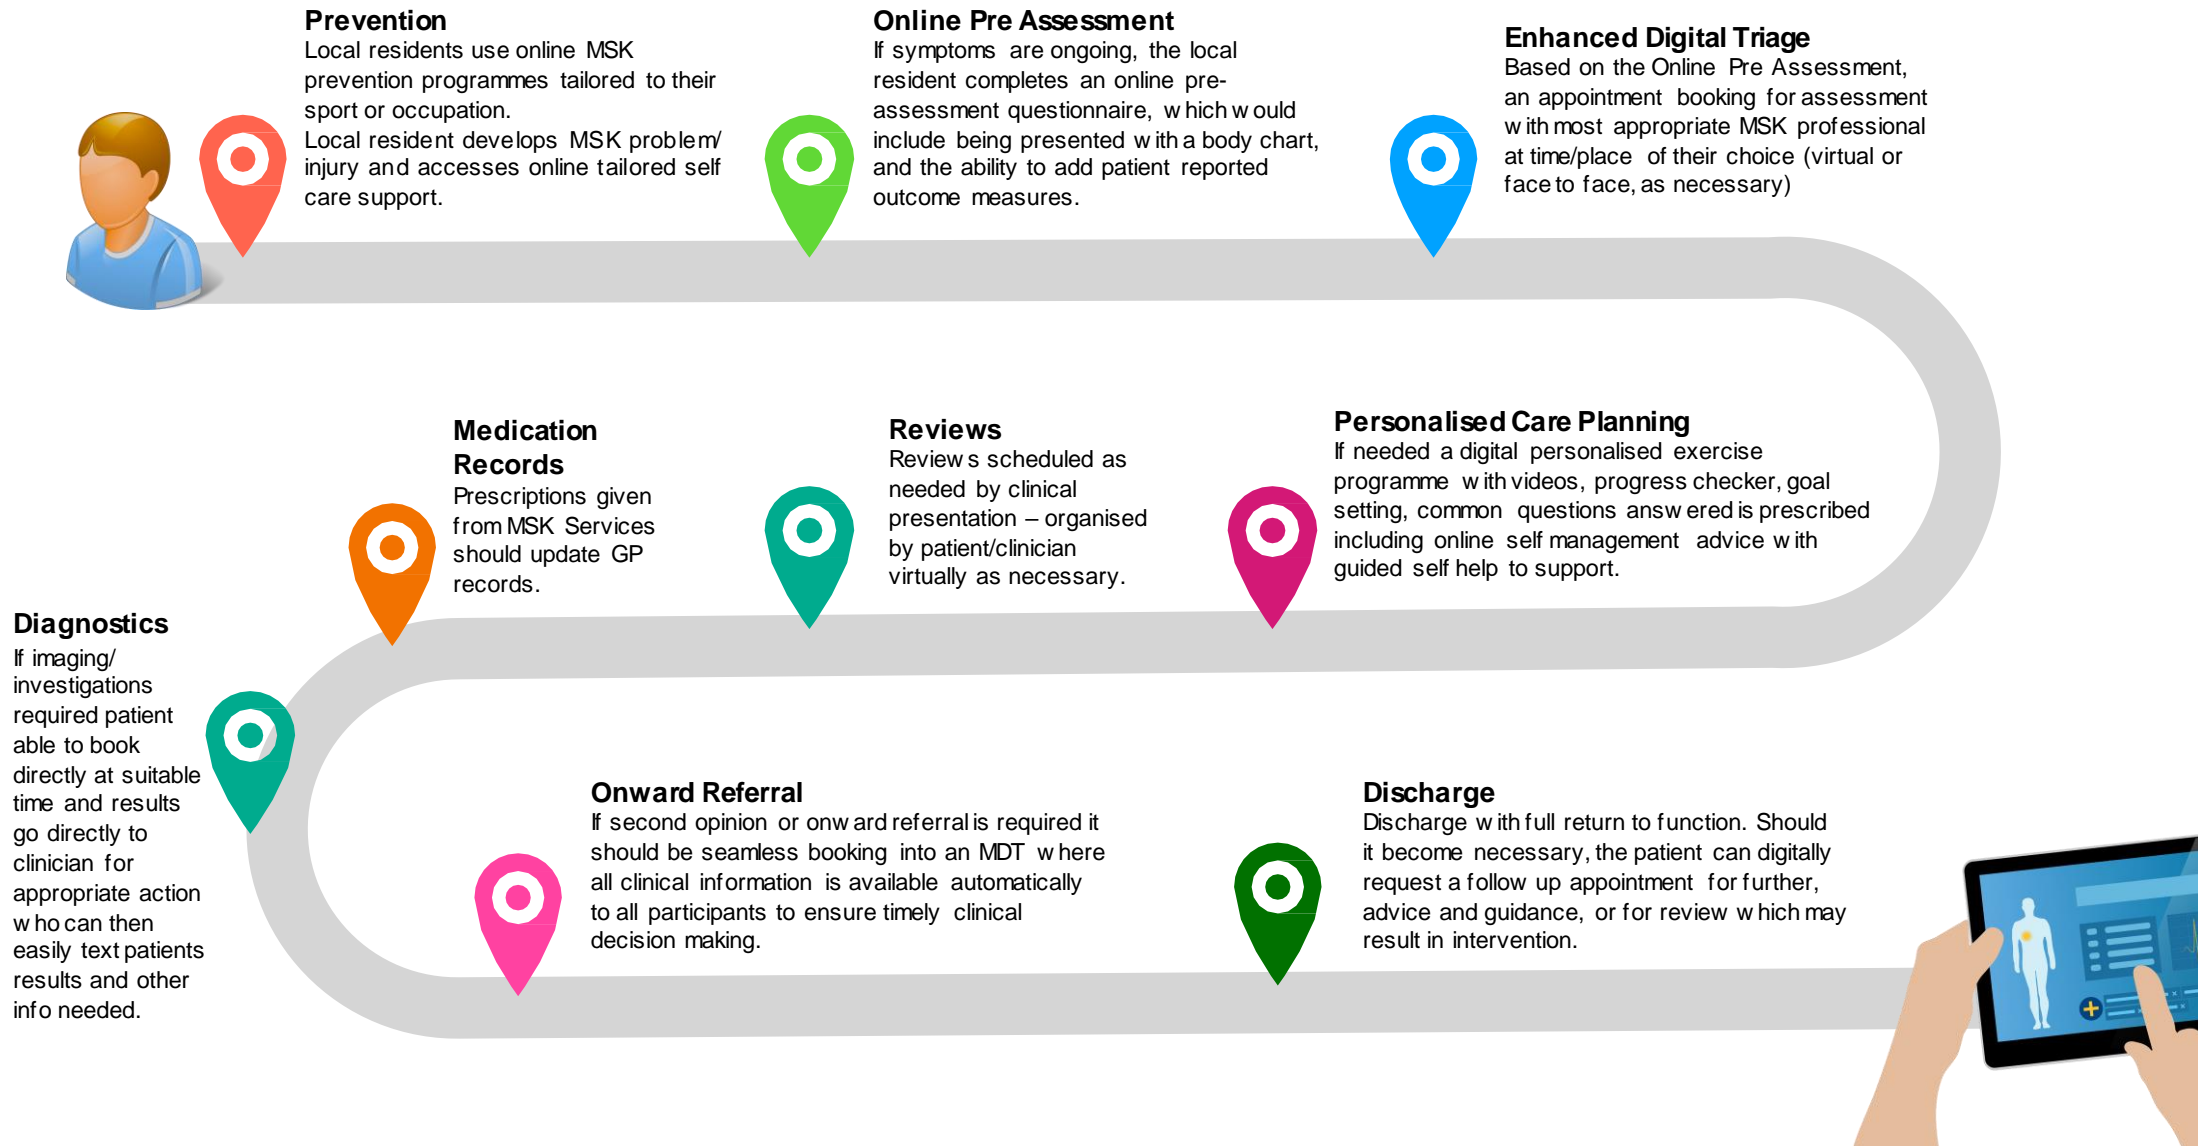 Prevention
Local residents use online MSK
prevention programmes tailored to their
sport or occupation.
Local resident develops MSK problem/
injury and accesses online tailored self
care support.
Online Pre Assessment
If symptoms are ongoing, the local
resident completes an online pre-
assessment questionnaire, which would
include being presented with a body chart,
and the ability to add patient reported
outcome measures.
Enhanced Digital Triage
Based on the Online Pre Assessment,
an appointment booking for assessment
with most appropriate MSK professional
at time/place of their choice (virtual or
face to face, as necessary)
Personalised Care Planning
If needed a digital personalised exercise
programme with videos, progress checker, goal
setting, common questions answered is prescribed
including online self management advice with
guided self help to support.
Reviews
Reviews scheduled as
needed by clinical
presentation – organised
by patient/clinician
virtually as necessary.
Medication
Records
Prescriptions given
from MSK Services
should update GP
records.
Diagnostics
If imaging/
investigations
required patient
able to book
directly at suitable
time and results
go directly to
clinician for
appropriate action
who can then
easily text patients
results and other
info needed.
Onward Referral
If second opinion or onward referral is required it
should be seamless booking into an MDT where
all clinical information is available automatically
to all participants to ensure timely clinical
decision making.
Discharge
Discharge with full return to function. Should
it become necessary, the patient can digitally
request a follow up appointment for further,
advice and guidance, or for review which may
result in intervention.